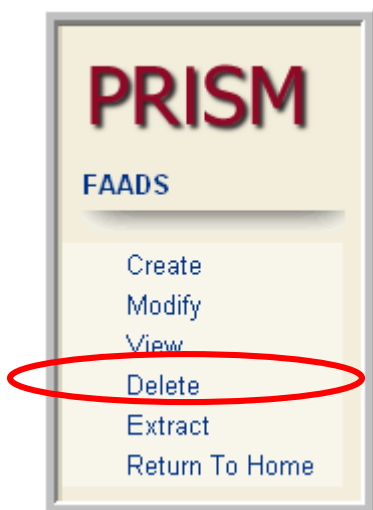 PRISM
FAADS
Create
Modify
View
Delete
Extract
Return To Home